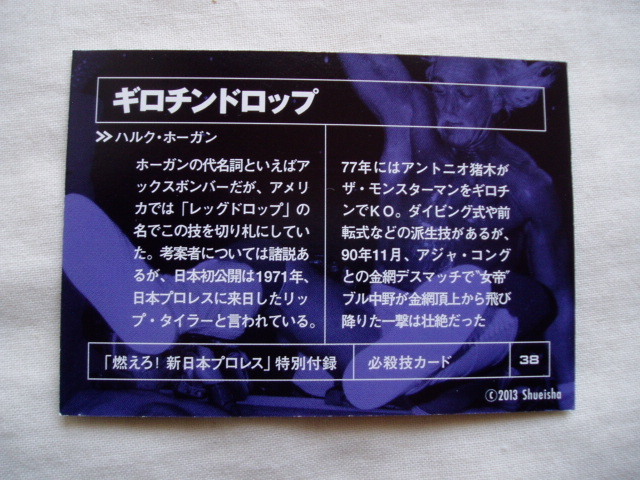 ギロチンドロップ
≫ハルク・ホーガン
ホーガンの代名詞といえばア
ックスボンバーだが、アメリ
カでは「レッグドロップ」の
名でこの技を切り札にしてい
た。考案者については諸説あ
るが、日本初公開は1971年、
日本プロレスに来日したリッ
プ・タイラーと言われている。
77年にはアントニオ猪木が
ザ・モンスターマンをギロチ
ンでKO。ダイビング式や前
転式などの派生技があるが、
90年11月、アジャ・コング
との金網デスマッチで“女帝”
ブル中野が金網頂上から飛び
降りた一撃は壮絶だった
「燃えろ!新日本プロレス」特別付録
必殺技カード
38
©2013 Shueisha